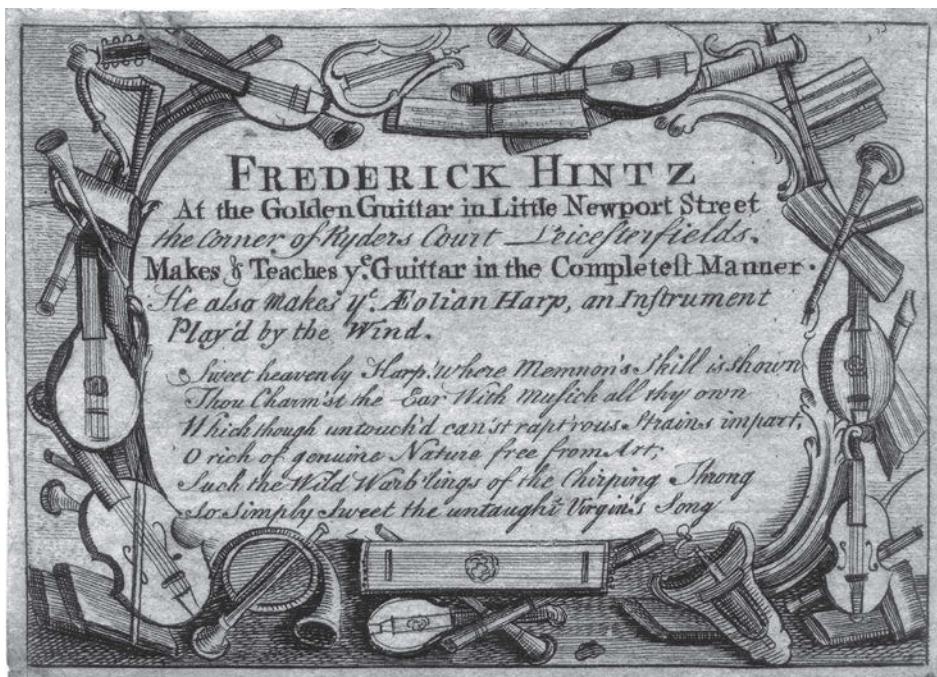 FREDERICK HINTZ
At the Golden Guittar in Little Newport Street
the Corner of Ryders Court Leicesterfields.
Makes & Teaches ye. Guittar in the Completest Manner.
He also makes ye. Æolian Harp, an Instrument
Play'd by the Wind.
Sweet heavenly Harp! where Memnon's Skill is shown
Thou Charm'st the Ear With Musick all thy own
Which though untouch'd can'st rapt'rous Strains impart,
O rich of genuine Nature free from Art,
Such the Wild Warb'lings of the Chirping Throng
So Simply Sweet the untaught Virgin's Song